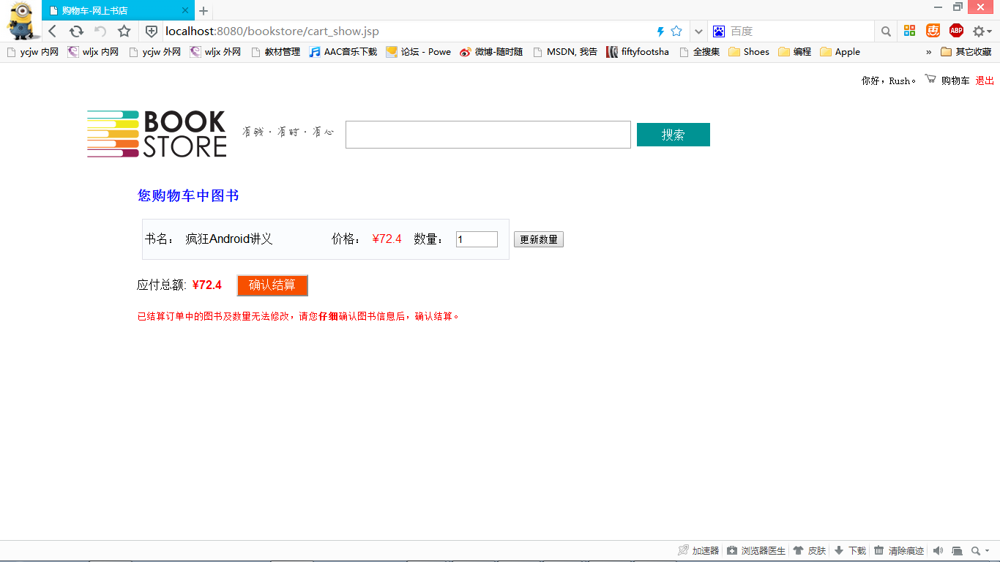 购物车-网上书店
localhost:8080/bookstore/cart_show.jsp
百度
ABP
惠
ycjw 内网 wljx 内网 ycjw 外网 wljx 外网 教材管理 AAC音乐下载 论坛 - Powe 微博-随时随 MSDN, 我告 fiftyfootsha 全搜集 Shoes 编程 Apple » 其它收藏
你好，Rush。 购物车 退出
BOOK
STORE
有钱·有时·有心
搜索
您购物车中图书
书名： 疯狂Android讲义 价格： ¥72.4 数量： 1 更新数量
应付总额: ¥72.4 确认结算
已结算订单中的图书及数量无法修改，请您仔细确认图书信息后，确认结算。
加速器 浏览器医生 皮肤 下载 清除痕迹